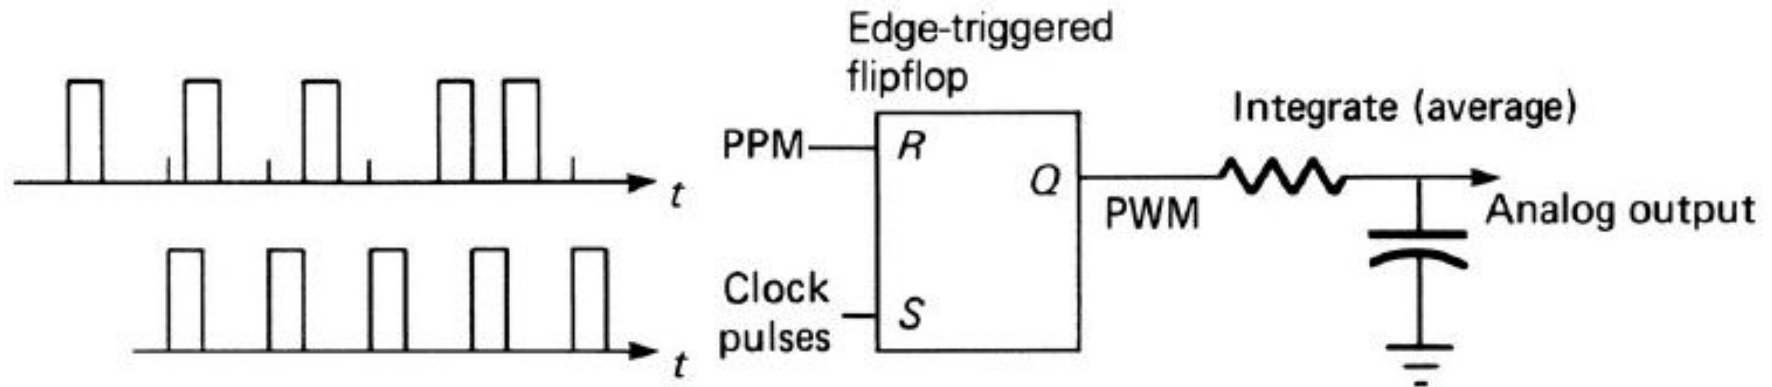 Edge-triggered
flipflop
Integrate (average)
PPM
R
Q
t
PWM
Analog output
Clock
pulses
S
t